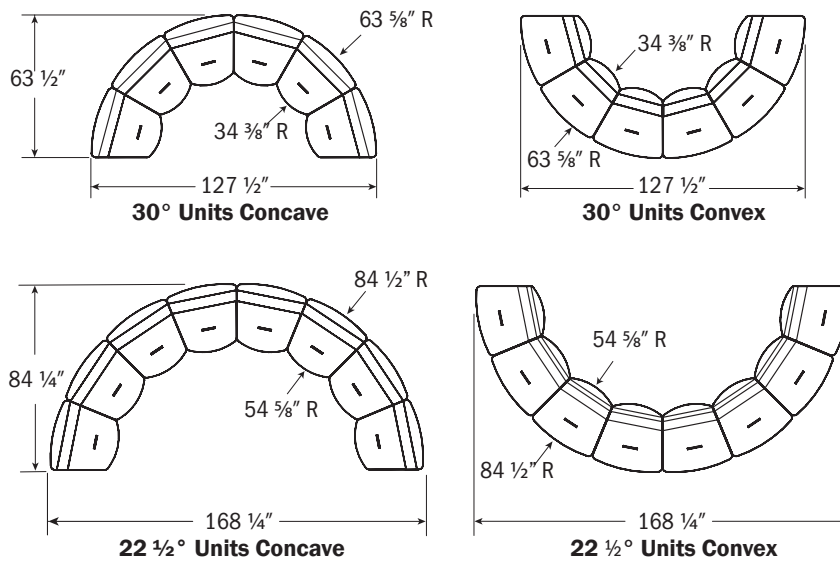 63 ⅝” R
63 ½”
34 ⅜” R
127 ½”
30° Units Concave
34 ⅜” R
63 ⅝” R
127 ½”
30° Units Convex
84 ½” R
84 ¼”
54 ⅝” R
168 ¼”
22 ½° Units Concave
54 ⅝” R
84 ½” R
168 ¼”
22 ½° Units Convex